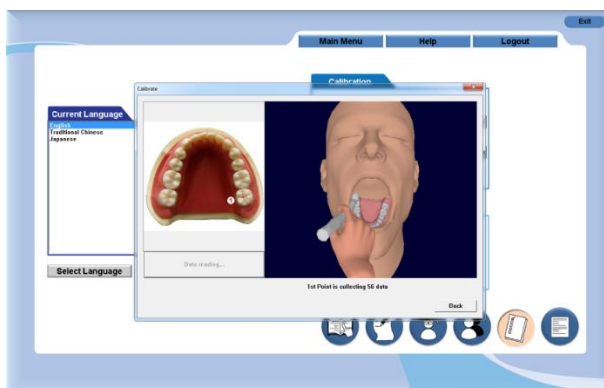 Exit
Main Menu
Help
Logout
Calibration
Calibrate
Current Language
English
Traditional Chinese
Japanese
1
Data reading...
Select Language
1st Point is collecting 56 data
Back